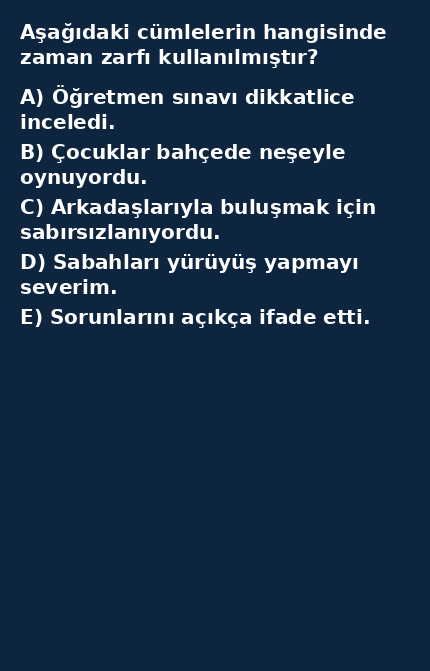 Aşağıdaki cümlelerin hangisinde
zaman zarfı kullanılmıştır?
A) Öğretmen sınavı dikkatlice
inceledi.
B) Çocuklar bahçede neşeyle
oynuyordu.
C) Arkadaşlarıyla buluşmak için
sabırsızlanıyordu.
D) Sabahları yürüyüş yapmayı
severim.
E) Sorunlarını açıkça ifade etti.